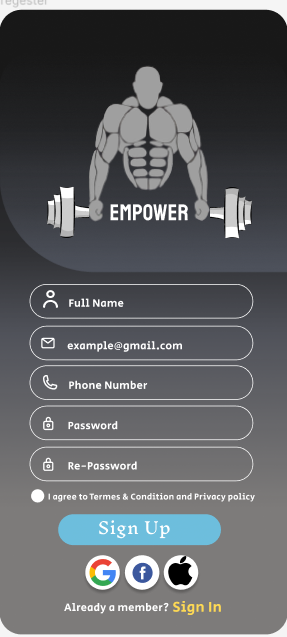 regester
EMPOWER
Full Name
example@gmail.com
Phone Number
Password
Re-Password
I agree to Termes & Condition and Privacy policy
Sign Up
Already a member? Sign In